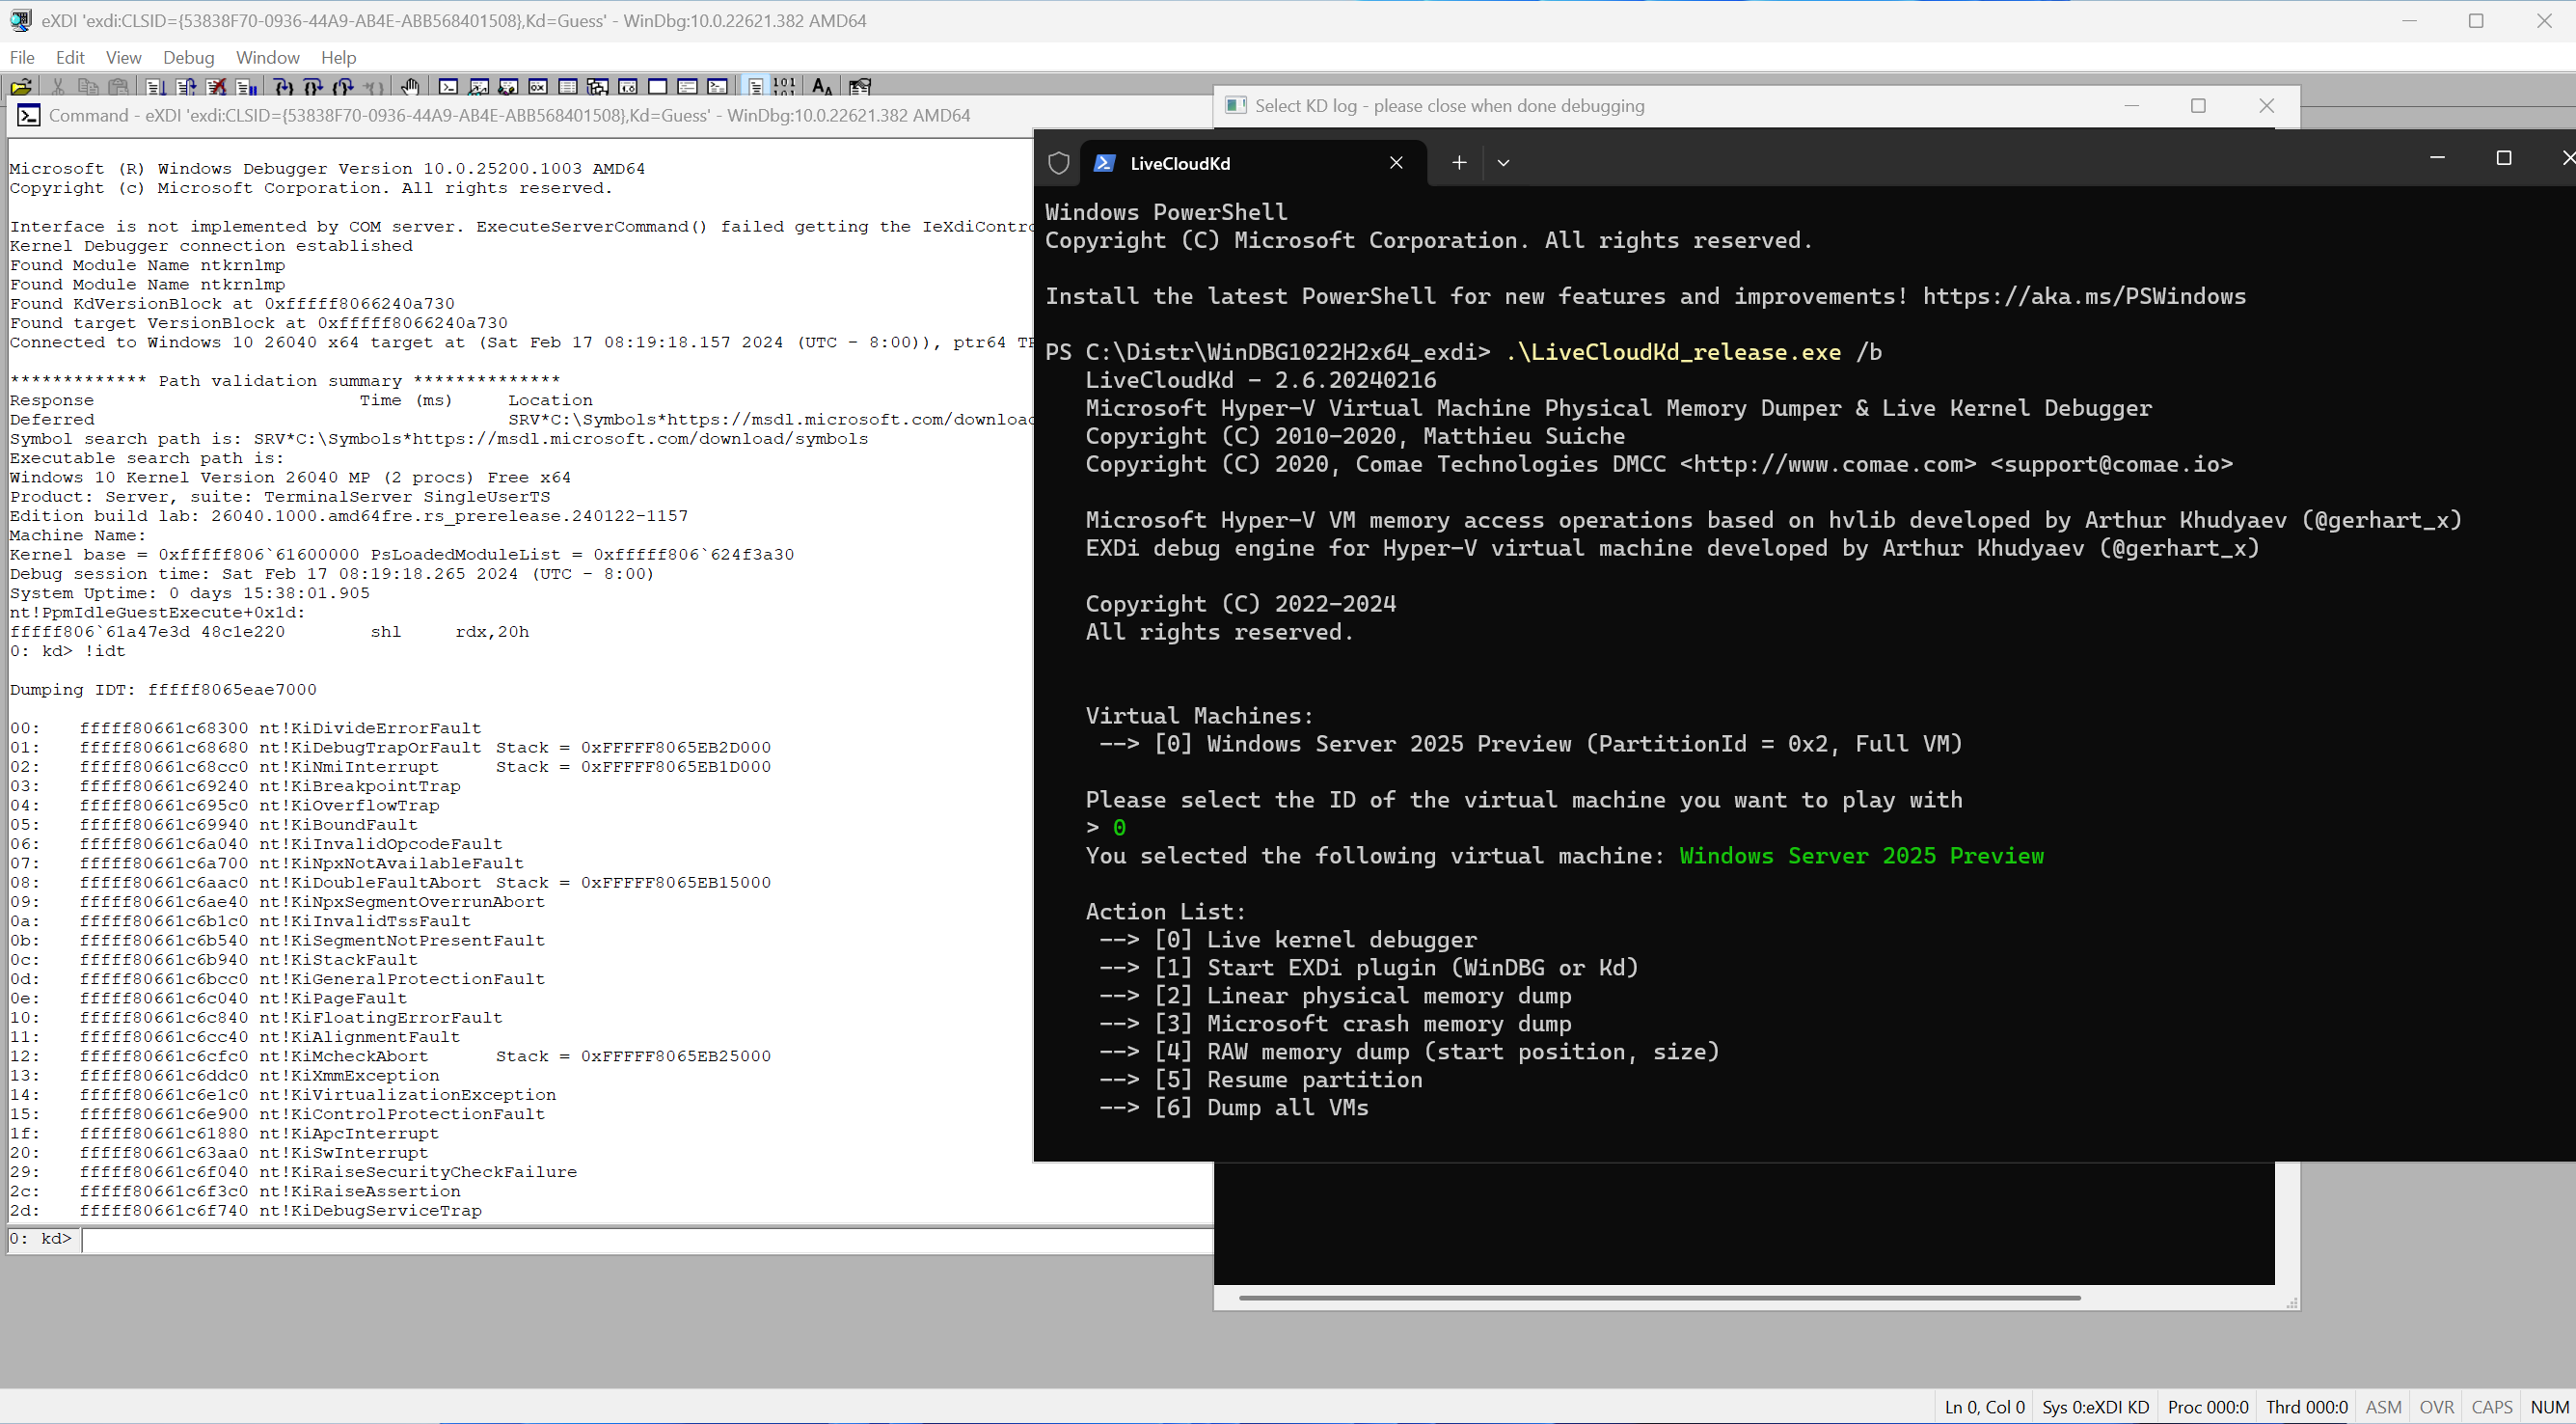 eXDI 'exdi:CLSID={53838F70-0936-44A9-AB4E-ABB568401508},Kd=Guess' - WinDbg:10.0.22621.382 AMD64
File Edit View Debug Window Help
Command - eXDI 'exdi:CLSID={53838F70-0936-44A9-AB4E-ABB568401508},Kd=Guess' - WinDbg:10.0.22621.382 AMD64
Microsoft (R) Windows Debugger Version 10.0.25200.1003 AMD64
Copyright (c) Microsoft Corporation. All rights reserved.
Interface is not implemented by COM server. ExecuteServerCommand() failed getting the IeXdiContro
Kernel Debugger connection established
Found Module Name ntkrnlmp
Found Module Name ntkrnlmp
Found KdVersionBlock at 0xfffff8066240a730
Found target VersionBlock at 0xfffff8066240a730
Connected to Windows 10 26040 x64 target at (Sat Feb 17 08:19:18.157 2024 (UTC - 8:00)), ptr64 TR
************* Path validation summary **************
Response Time (ms) Location
Deferred SRV*C:\Symbols*https://msdl.microsoft.com/download
Symbol search path is: SRV*C:\Symbols*https://msdl.microsoft.com/download/symbols
Executable search path is:
Windows 10 Kernel Version 26040 MP (2 procs) Free x64
Product: Server, suite: TerminalServer SingleUserTS
Edition build lab: 26040.1000.amd64fre.rs_prerelease.240122-1157
Machine Name:
Kernel base = 0xfffff806`61600000 PsLoadedModuleList = 0xfffff806`624f3a30
Debug session time: Sat Feb 17 08:19:18.265 2024 (UTC - 8:00)
System Uptime: 0 days 15:38:01.905
nt!PpmIdleGuestExecute+0x1d:
fffff806`61a47e3d 48c1e220 shl rdx,20h
0: kd> !idt
Dumping IDT: fffff8065eae7000
00: fffff80661c68300 nt!KiDivideErrorFault
01: fffff80661c68680 nt!KiDebugTrapOrFault Stack = 0xFFFFF8065EB2D000
02: fffff80661c68cc0 nt!KiNmiInterrupt Stack = 0xFFFFF8065EB1D000
03: fffff80661c69240 nt!KiBreakpointTrap
04: fffff80661c695c0 nt!KiOverflowTrap
05: fffff80661c69940 nt!KiBoundFault
06: fffff80661c6a040 nt!KiInvalidOpcodeFault
07: fffff80661c6a700 nt!KiNpxNotAvailableFault
08: fffff80661c6aac0 nt!KiDoubleFaultAbort Stack = 0xFFFFF8065EB15000
09: fffff80661c6ae40 nt!KiNpxSegmentOverrunAbort
0a: fffff80661c6b1c0 nt!KiInvalidTssFault
0b: fffff80661c6b540 nt!KiSegmentNotPresentFault
0c: fffff80661c6b940 nt!KiStackFault
0d: fffff80661c6bcc0 nt!KiGeneralProtectionFault
0e: fffff80661c6c040 nt!KiPageFault
10: fffff80661c6c840 nt!KiFloatingErrorFault
11: fffff80661c6cc40 nt!KiAlignmentFault
12: fffff80661c6cfc0 nt!KiMcheckAbort Stack = 0xFFFFF8065EB25000
13: fffff80661c6ddc0 nt!KiXmmException
14: fffff80661c6e1c0 nt!KiVirtualizationException
15: fffff80661c6e900 nt!KiControlProtectionFault
1f: fffff80661c61880 nt!KiApcInterrupt
20: fffff80661c63aa0 nt!KiSwInterrupt
29: fffff80661c6f040 nt!KiRaiseSecurityCheckFailure
2c: fffff80661c6f3c0 nt!KiRaiseAssertion
2d: fffff80661c6f740 nt!KiDebugServiceTrap
0: kd>
Select KD log - please close when done debugging
LiveCloudKd
Windows PowerShell
Copyright (C) Microsoft Corporation. All rights reserved.
Install the latest PowerShell for new features and improvements! https://aka.ms/PSWindows
PS C:\Distr\WinDBG1022H2x64_exdi> .\LiveCloudKd_release.exe /b
LiveCloudKd - 2.6.20240216
Microsoft Hyper-V Virtual Machine Physical Memory Dumper & Live Kernel Debugger
Copyright (C) 2010-2020, Matthieu Suiche
Copyright (C) 2020, Comae Technologies DMCC <http://www.comae.com> <support@comae.io>
Microsoft Hyper-V VM memory access operations based on hvlib developed by Arthur Khudyaev (@gerhart_x)
EXDi debug engine for Hyper-V virtual machine developed by Arthur Khudyaev (@gerhart_x)
Copyright (C) 2022-2024
All rights reserved.
Virtual Machines:
--> [0] Windows Server 2025 Preview (PartitionId = 0x2, Full VM)
Please select the ID of the virtual machine you want to play with
> 0
You selected the following virtual machine: Windows Server 2025 Preview
Action List:
--> [0] Live kernel debugger
--> [1] Start EXDi plugin (WinDBG or Kd)
--> [2] Linear physical memory dump
--> [3] Microsoft crash memory dump
--> [4] RAW memory dump (start position, size)
--> [5] Resume partition
--> [6] Dump all VMs
Ln 0, Col 0 Sys 0:eXDI KD Proc 000:0 Thrd 000:0 ASM OVR CAPS NUM